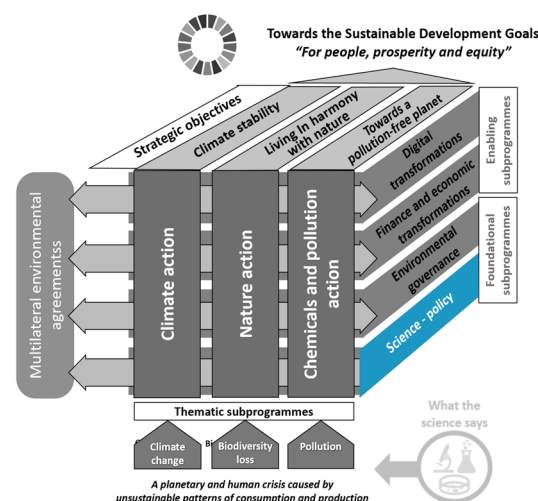 Towards the Sustainable Development Goals
“For people, prosperity and equity”
Strategic objectives
Climate stability
Living In harmony
with nature
Towards a
pollution-free planet
Digital
transformations
Finance and economic
transformations
Environmental
governance
Science - policy
Enabling
subprogrammes
Foundational
subprogrammes
Multilateral environmental
agreementss
Climate action
Nature action
Chemicals and pollution
action
Thematic subprogrammes
Climate
change
Biodiversity
loss
Pollution
What the
science says
A planetary and human crisis caused by
unsustainable patterns of consumption and production